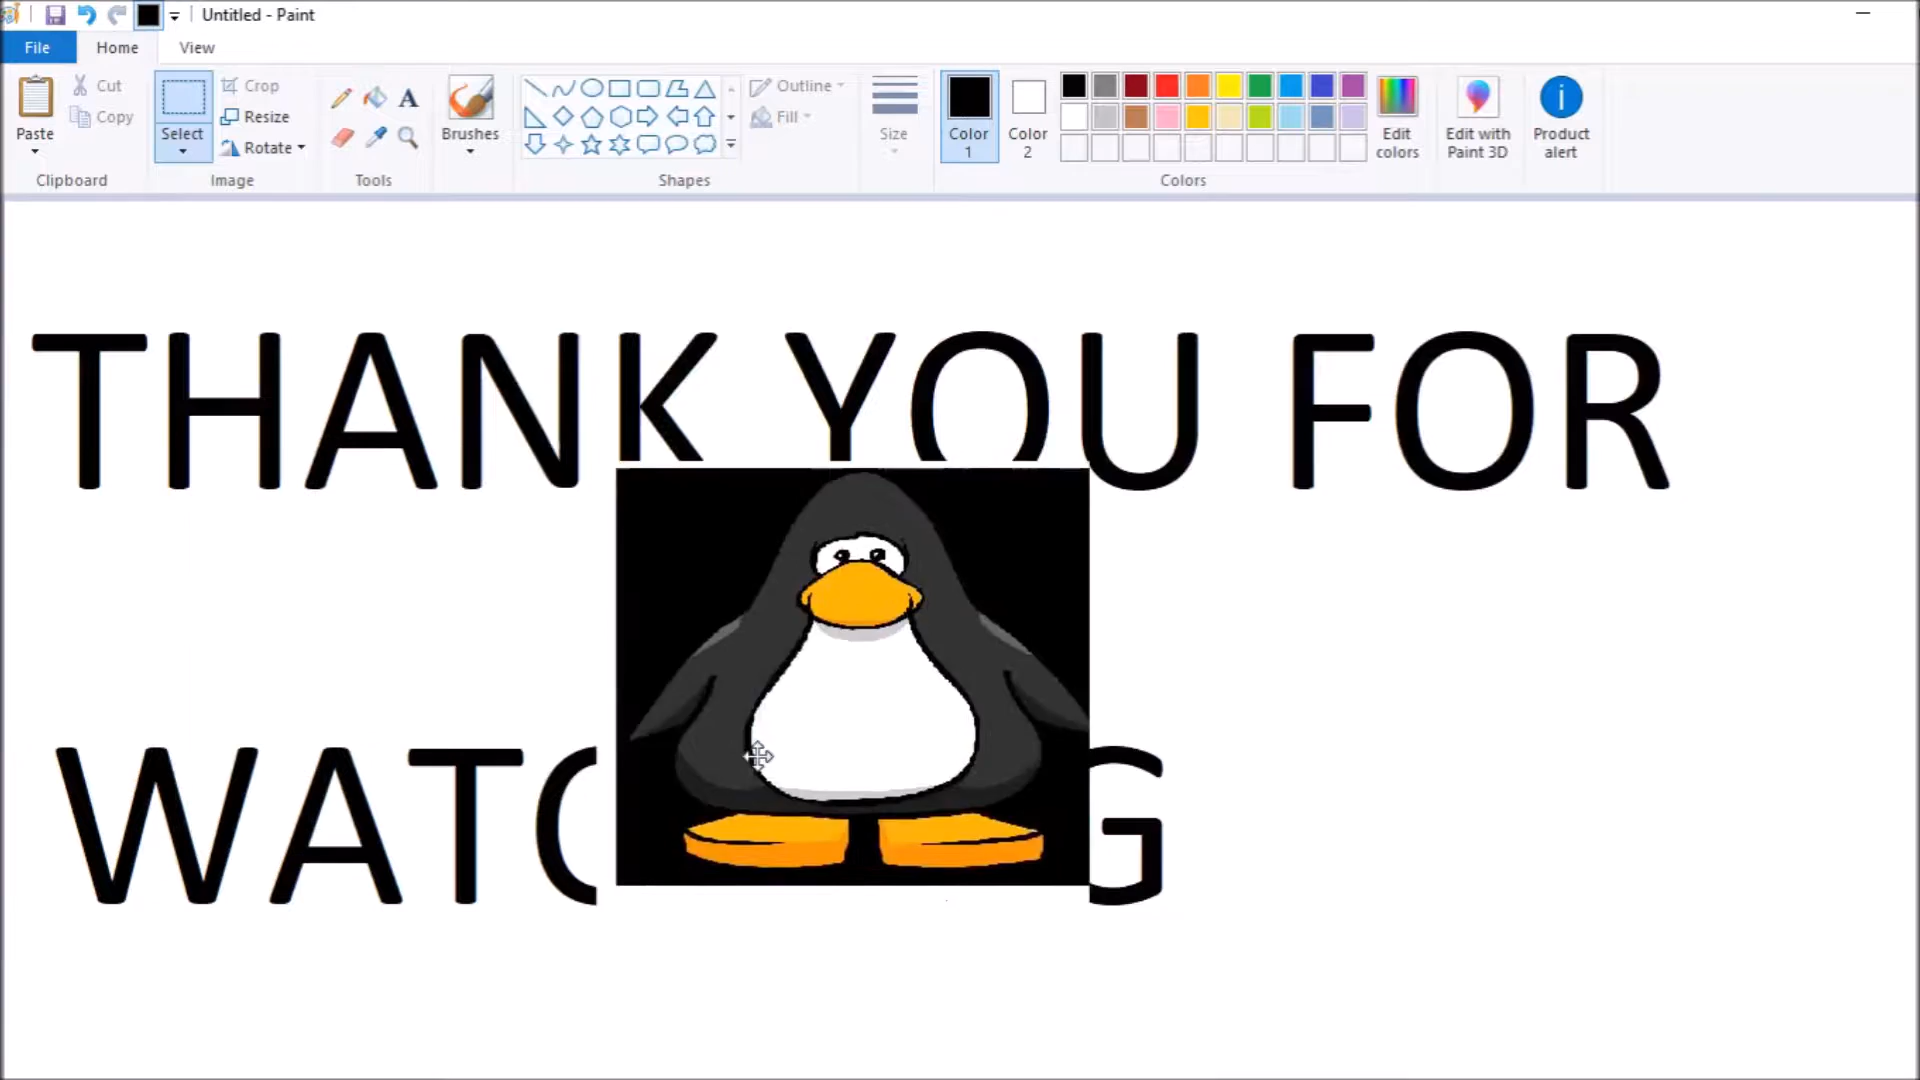 Untitled - Paint
File Home View
Paste
Cut
Copy
Clipboard
Select
Crop
Resize
Rotate
Image
A
Tools
Brushes
Shapes
Outline
Fill
Size
Color 1
Color 2
Colors
Edit colors
Edit with Paint 3D
Product alert
THANK YOU FOR
WATC G